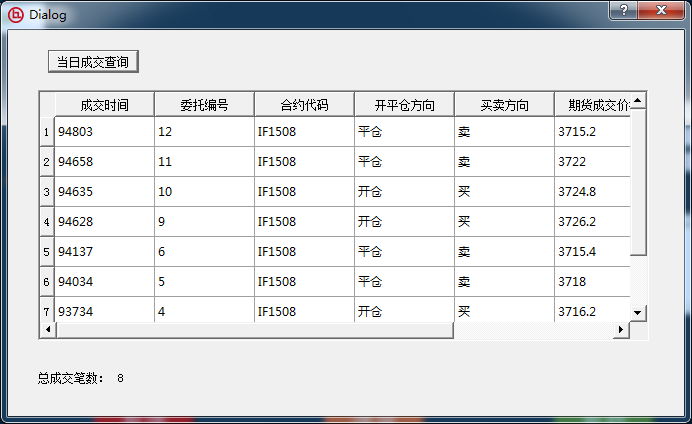 Dialog
当日成交查询
成交时间 委托编号 合约代码 开平仓方向 买卖方向 期货成交价
1 94803 12 IF1508 平仓 卖 3715.2
2 94658 11 IF1508 平仓 卖 3722
3 94635 10 IF1508 开仓 买 3724.8
4 94628 9 IF1508 开仓 买 3726.2
5 94137 6 IF1508 平仓 卖 3715.4
6 94034 5 IF1508 平仓 卖 3718
7 93734 4 IF1508 开仓 买 3716.2
总成交笔数： 8